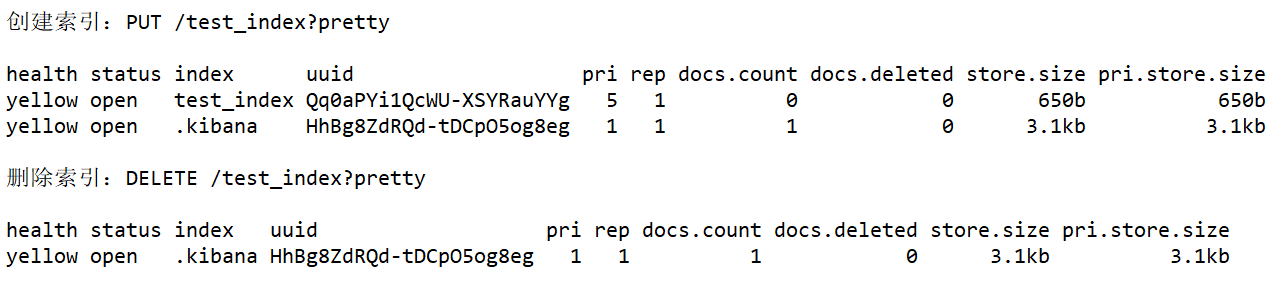 创建索引：PUT /test_index?pretty
health status index      uuid                   pri rep docs.count docs.deleted store.size pri.store.size
yellow open   test_index Qq0aPYi1QcWU-XSYRauYYg   5   1          0            0       650b           650b
yellow open   .kibana    HhBg8ZdRQd-tDCpO5og8eg   1   1          1            0      3.1kb          3.1kb
删除索引：DELETE /test_index?pretty
health status index   uuid                   pri rep docs.count docs.deleted store.size pri.store.size
yellow open   .kibana HhBg8ZdRQd-tDCpO5og8eg   1   1          1            0      3.1kb          3.1kb